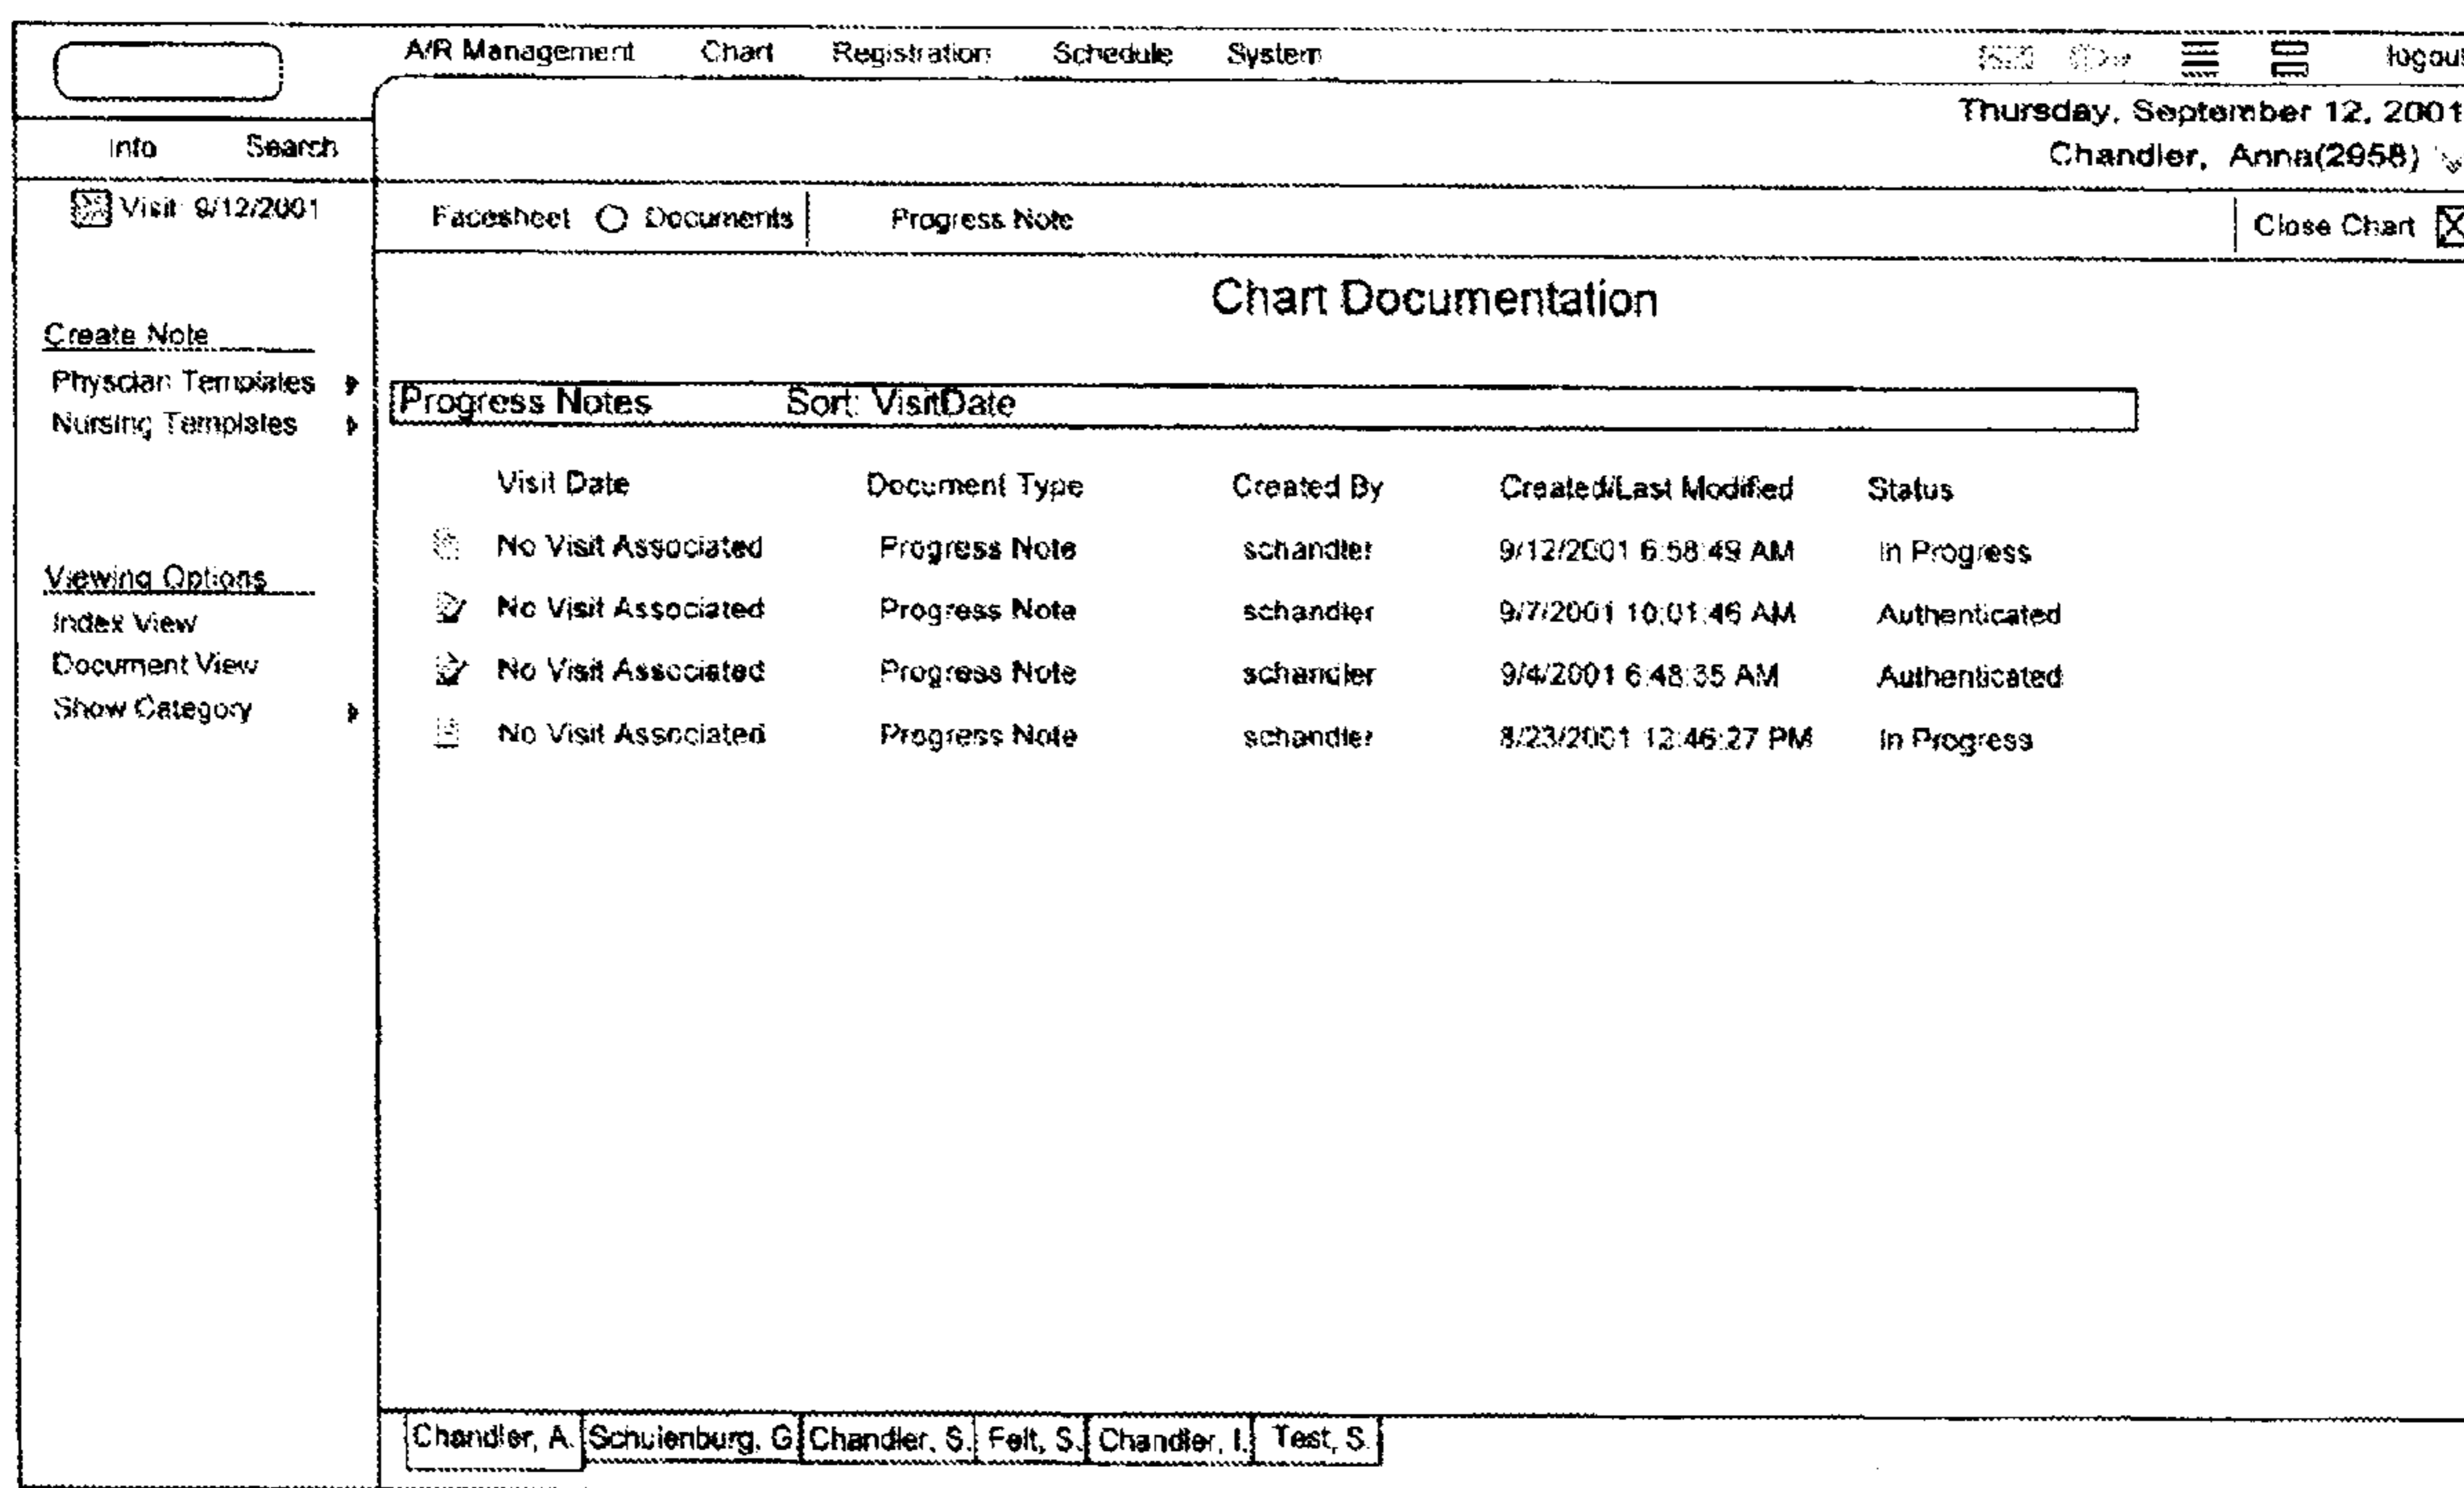 A/R Management Chart Registration Schedule System logout
Thursday, September 12, 2001
Info Search
Chandler, Anna(2958)
Visit: 9/12/2001
Facesheet Documents Progress Note Close Chart
Chart Documentation
Create Note
Physcian Templates
Nursing Templates
Progress Notes Sort: VisitDate
Visit Date Document Type Created By Created/Last Modified Status
No Visit Associated Progress Note schandler 9/12/2001 6:58:49 AM In Progress
Viewing Options
No Visit Associated Progress Note schandler 9/7/2001 10:01:46 AM Authenticated
Index View
Document View
No Visit Associated Progress Note schandler 9/4/2001 6:48:35 AM Authenticated
Show Category
No Visit Associated Progress Note schandler 8/23/2001 12:46:27 PM In Progress
Chandler, A. Schulenburg, G Chandler, S. Felt, S. Chandler, I. Test, S.